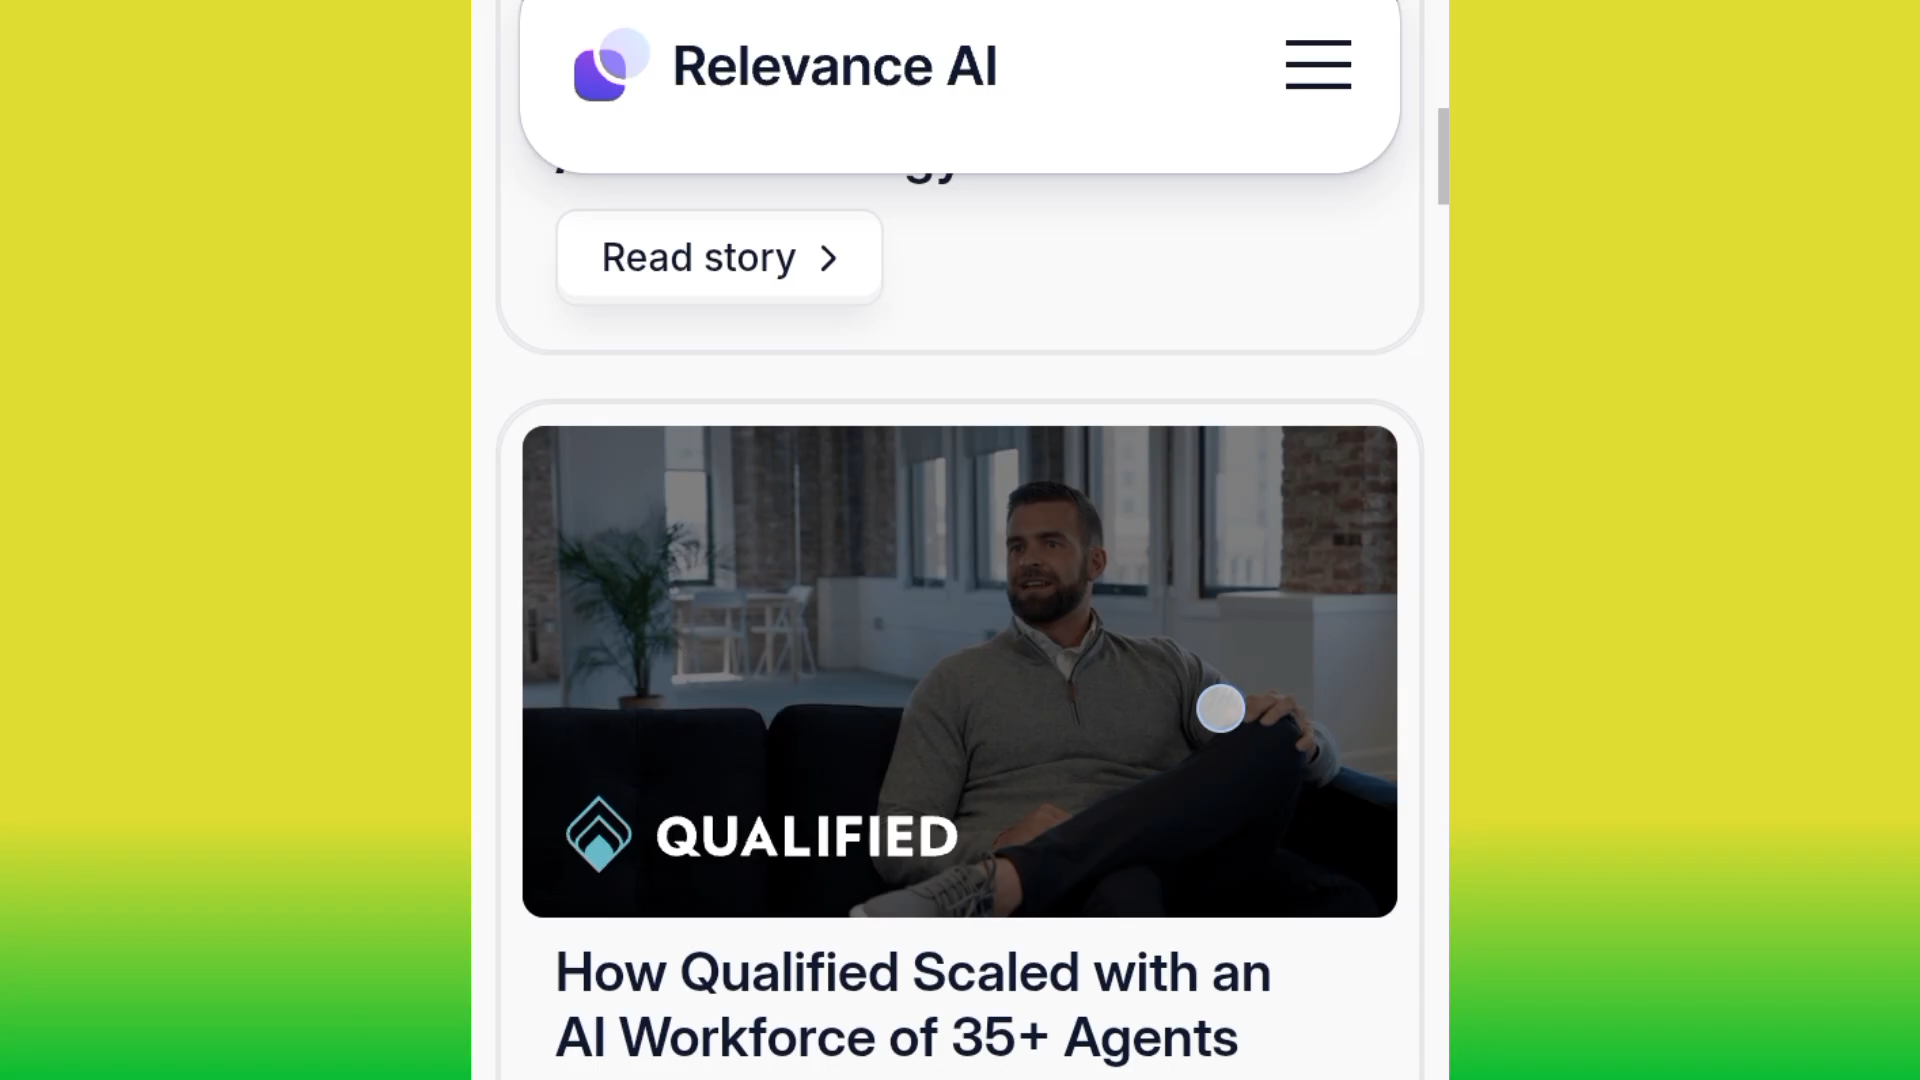 Relevance AI
Read story
QUALIFIED
How Qualified Scaled with an
AI Workforce of 35+ Agents